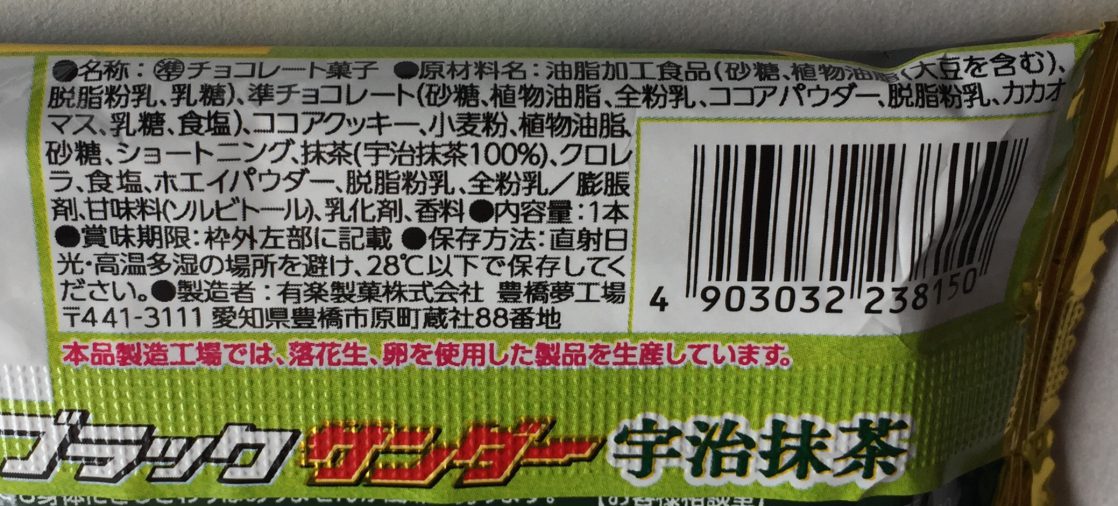 ●名称：㊜チョコレート菓子 ●原材料名：油脂加工食品(砂糖、植物油脂(大豆を含む)、
脱脂粉乳、乳糖)、準チョコレート(砂糖、植物油脂、全粉乳、ココアパウダー、脱脂粉乳、カカオ
マス、乳糖、食塩)、ココアクッキー、小麦粉、植物油脂、
砂糖、ショートニング、抹茶(宇治抹茶100%)、クロレ
ラ、食塩、ホエイパウダー、脱脂粉乳、全粉乳／膨脹
剤、甘味料(ソルビトール)、乳化剤、香料 ●内容量：1本
●賞味期限：枠外左部に記載 ●保存方法：直射日
光・高温多湿の場所を避け、28℃以下で保存してく
ださい。●製造者：有楽製菓株式会社 豊橋夢工場
〒441-3111 愛知県豊橋市原町蔵社88番地
4 903032 238150
本品製造工場では、落花生、卵を使用した製品を生産しています。
ブラックサンダー 宇治抹茶
【お客様相談室】